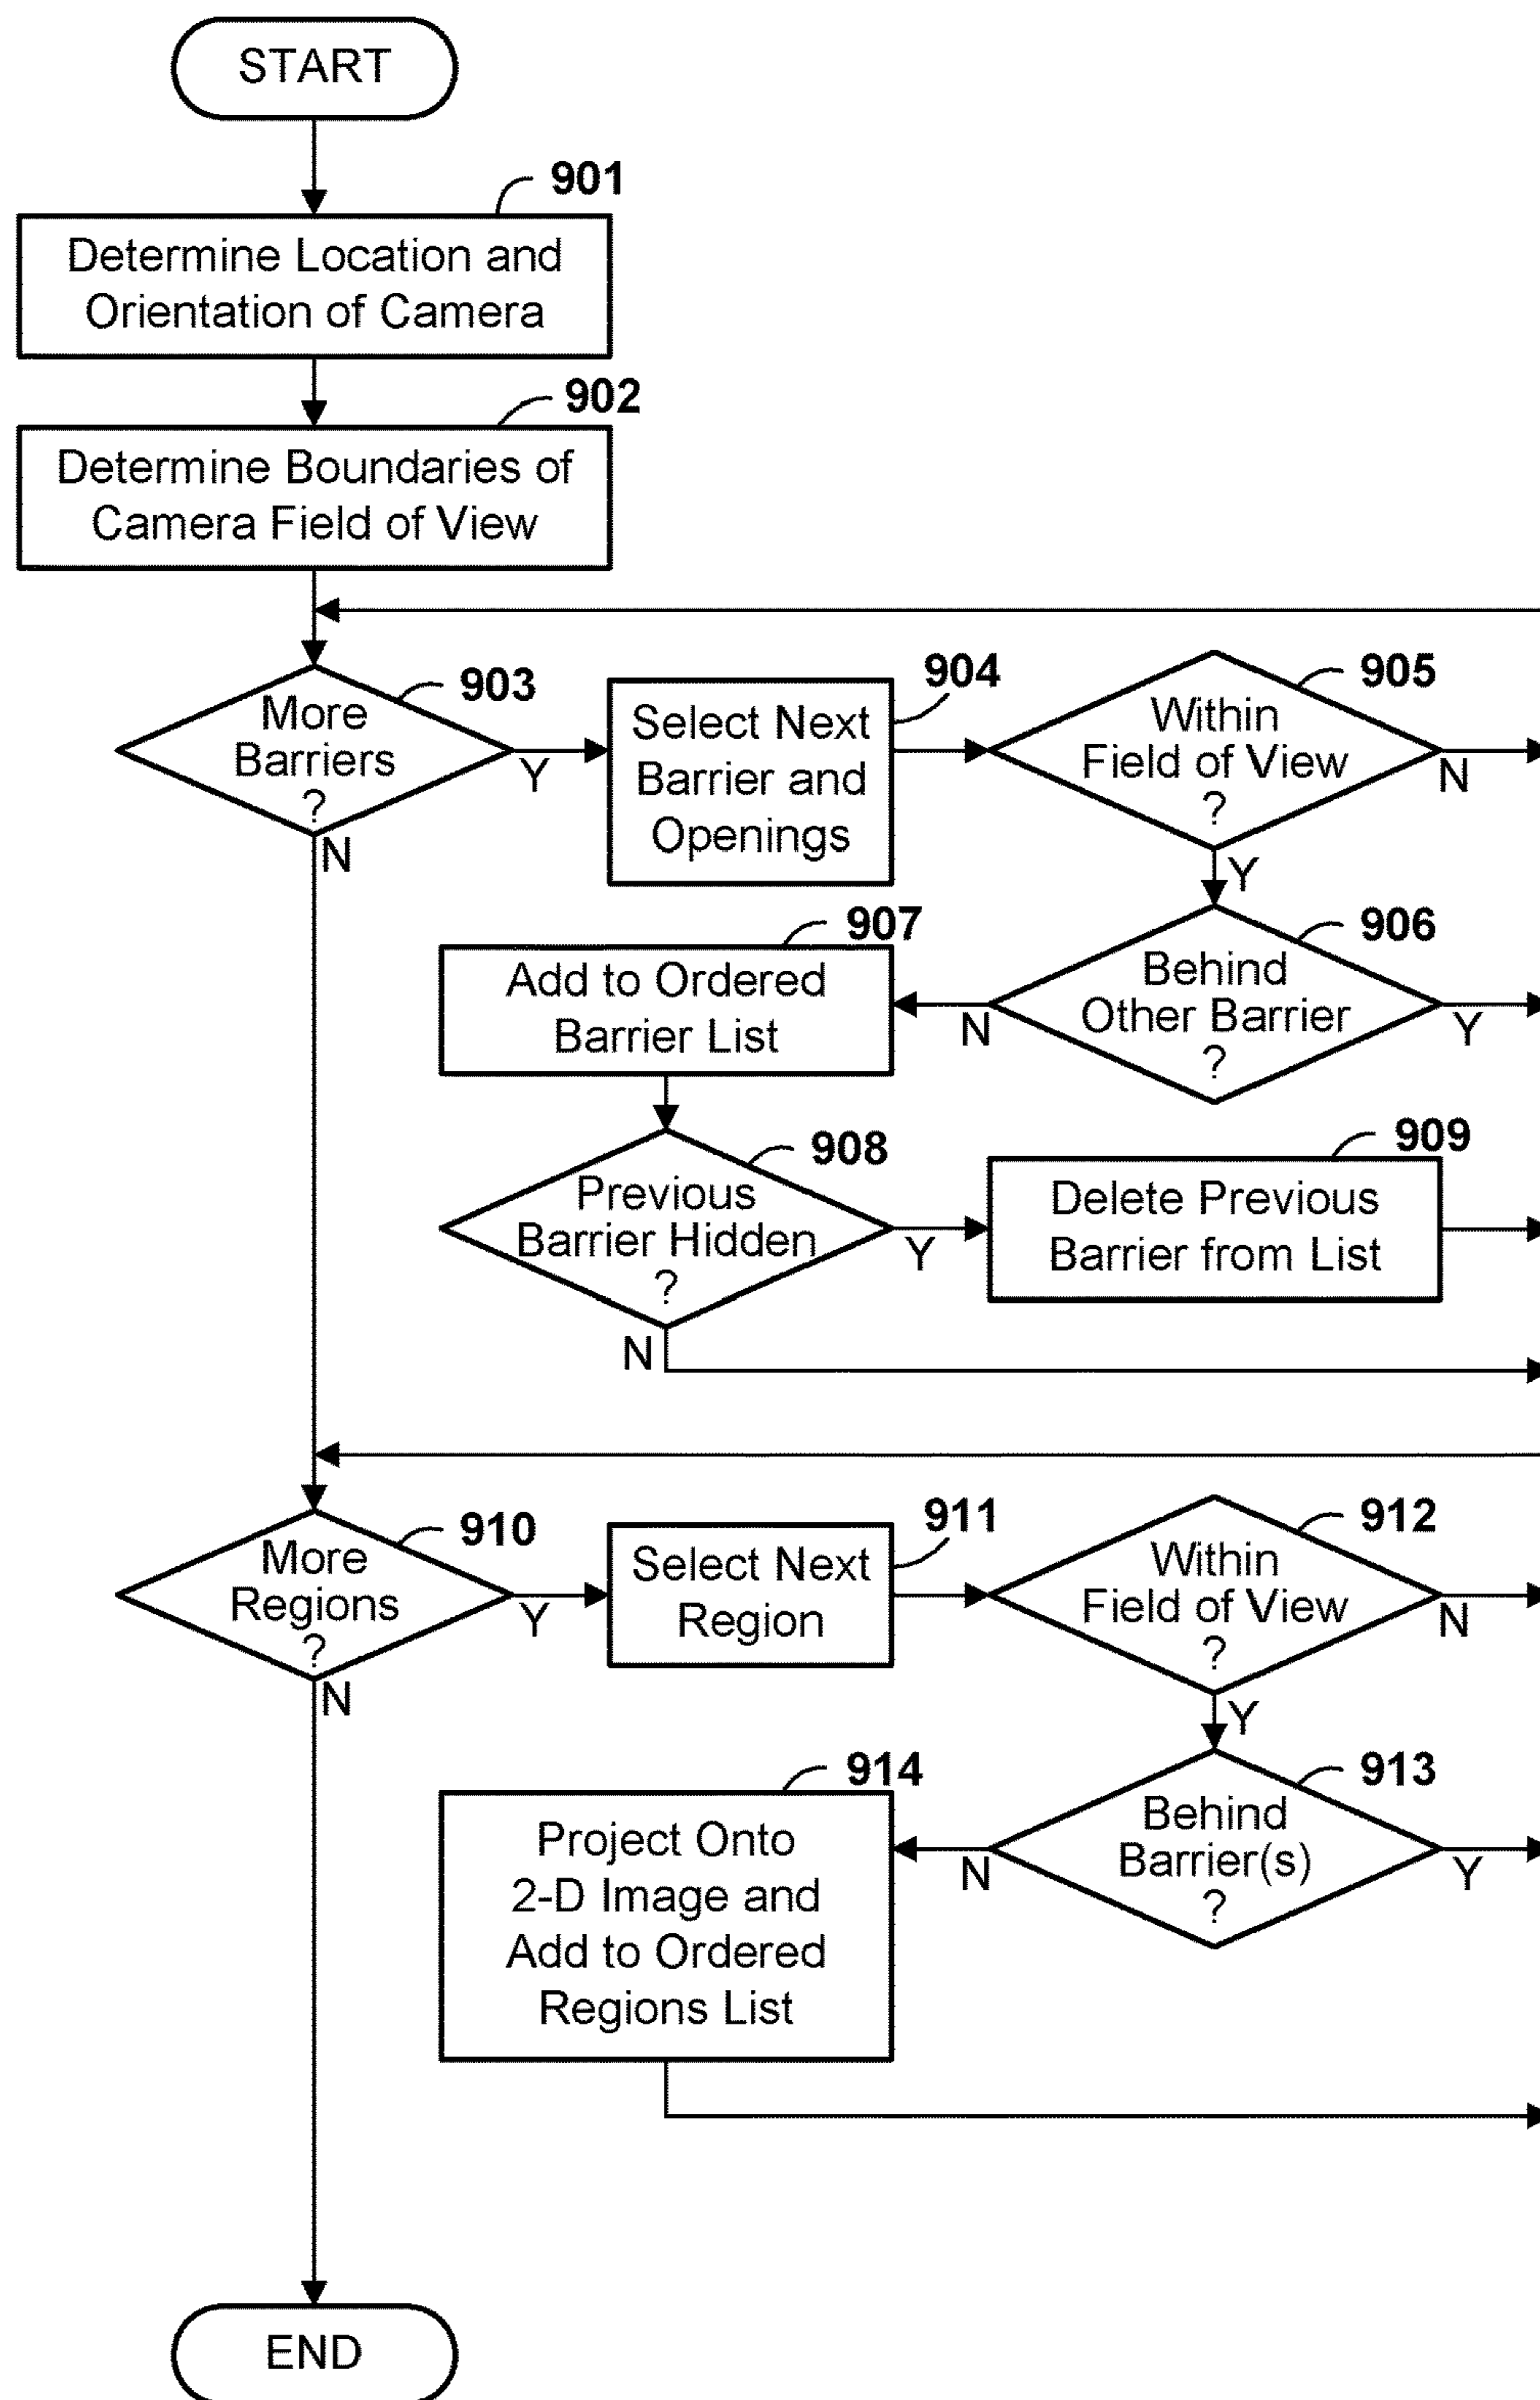 START
901
Determine Location and
Orientation of Camera
902
Determine Boundaries of
Camera Field of View
903
More
Barriers
?
Y
N
904
Select Next
Barrier and
Openings
905
Within
Field of View
?
N
Y
906
Behind
Other Barrier
?
N
Y
907
Add to Ordered
Barrier List
908
Previous
Barrier Hidden
?
Y
N
909
Delete Previous
Barrier from List
910
More
Regions
?
Y
N
911
Select Next
Region
912
Within
Field of View
?
N
Y
913
Behind
Barrier(s)
?
N
Y
914
Project Onto
2-D Image and
Add to Ordered
Regions List
END